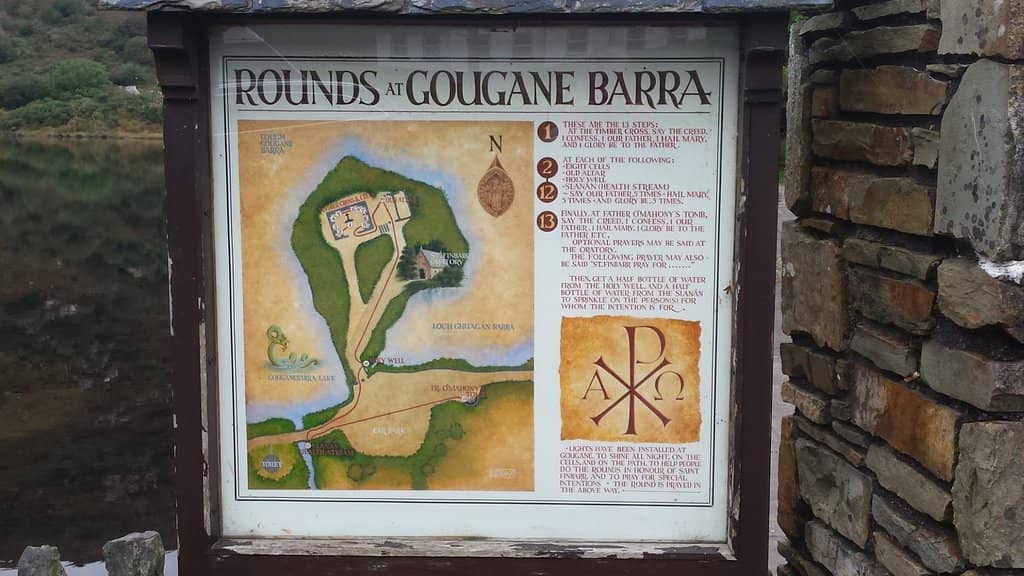 ROUNDS AT GOUGANE BARRA
LOUGH
GOUGANE
BARRA
N
ST. FINBARR'S
ORATORY
LOCH GHUAGÁN BARRA
HOLY WELL
GOUGANEBARRA LAKE
FR. O'MAHONY'S
CAR PARK
TOILET
1
THESE ARE THE 13 STEPS:
AT THE TIMBER CROSS, SAY THE CREED,
I CONFESS, 1 OUR FATHER, 1 HAIL MARY,
AND 1 GLORY BE TO THE FATHER.
2
12
AT EACH OF THE FOLLOWING:
-EIGHT CELLS
-OLD ALTAR
-HOLY WELL
-SLÁNÁN (HEALTH STREAM)
- SAY OUR FATHER, 5 TIMES-HAIL MARY,
5 TIMES-AND GLORY BE, 5 TIMES.
13
FINALLY, AT FATHER O'MAHONY'S TOMB,
SAY THE CREED, I CONFESS, 1 OUR
FATHER, 1 HAIL MARY, 1 GLORY BE TO THE
FATHER ETC.
OPTIONAL PRAYERS MAY BE SAID AT
THE ORATORY.
THE FOLLOWING PRAYER MAY ALSO
BE SAID "ST.FINBARR PRAY FOR .......
THEN, GET A HALF BOTTLE OF WATER
FROM THE HOLY WELL, AND A HALF
BOTTLE OF WATER FROM THE SLÁNÁN
TO SPRINKLE ON THE PERSON(S) FOR
WHOM THE INTENTION IS FOR.
Α Ω
-LIGHTS HAVE BEEN INSTALLED AT
GOUGANE, TO SHINE ALL NIGHT, ON THE
CELLS, AND ON THE PATH, TO HELP PEOPLE
DO THE ROUNDS IN HONOUR OF SAINT
FINBARR, AND TO PRAY FOR SPECIAL
INTENTIONS - THE ROUND IS PRAYED IN
THE ABOVE WAY.